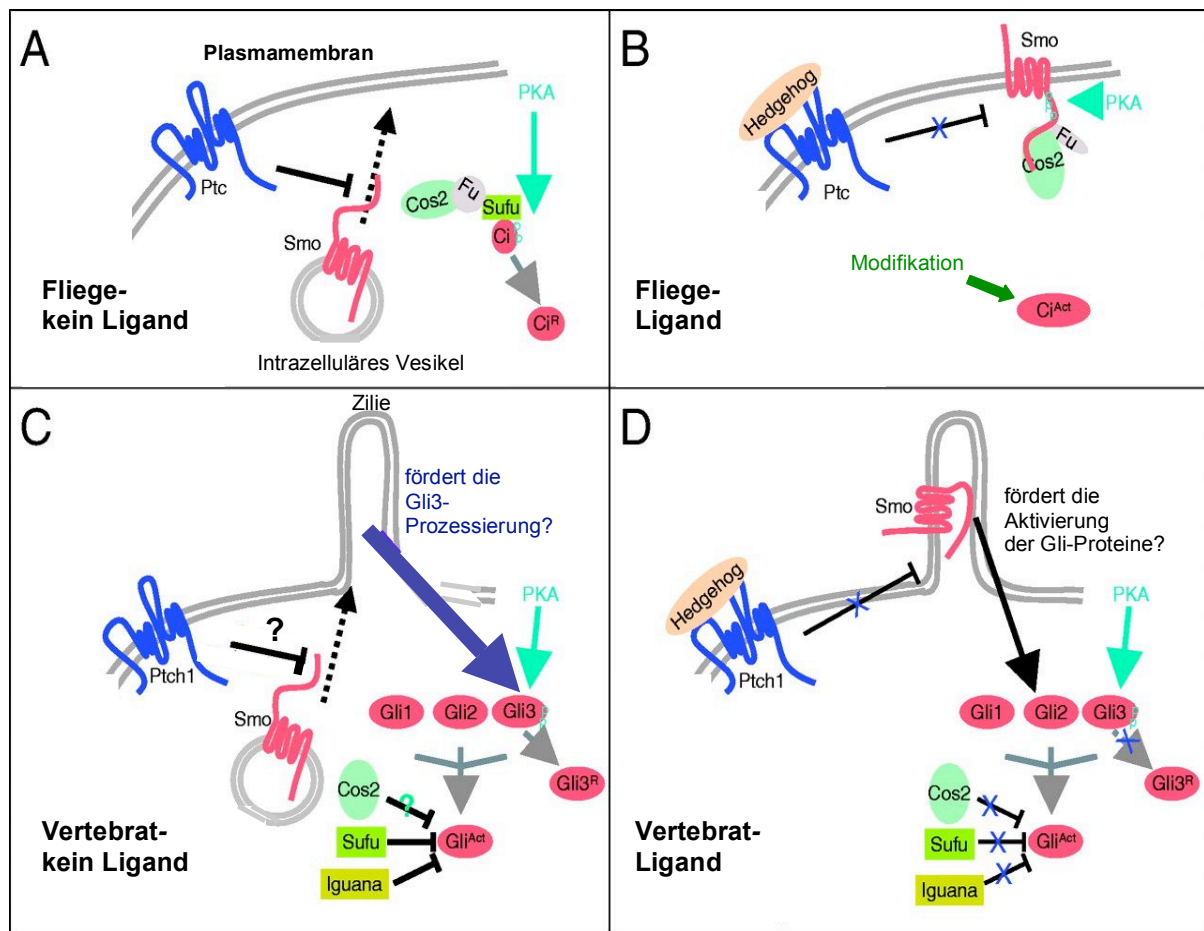 A
Plasmamembran
PKA
Ptc
Cos2
Fu
Sufu
Ci
P
P
Smo
Fliege-
kein Ligand
Ci^R
Intrazelluläres Vesikel
B
Smo
Hedgehog
PKA
Fu
Cos2
Ptc
Modifikation
Fliege-
Ligand
Ci^Act
C
Zilie
fördert die
Gli3-
Prozessierung?
PKA
?
Ptch1
Smo
Gli1
Gli2
Gli3
P
P
Gli3^R
Cos2
?
Sufu
Gli^Act
Iguana
Vertebrat-
kein Ligand
D
Smo
fördert die
Aktivierung
der Gli-Proteine?
Hedgehog
PKA
Ptch1
Gli1
Gli2
Gli3
P
P
Gli3^R
Cos2
Sufu
Gli^Act
Iguana
Vertebrat-
Ligand